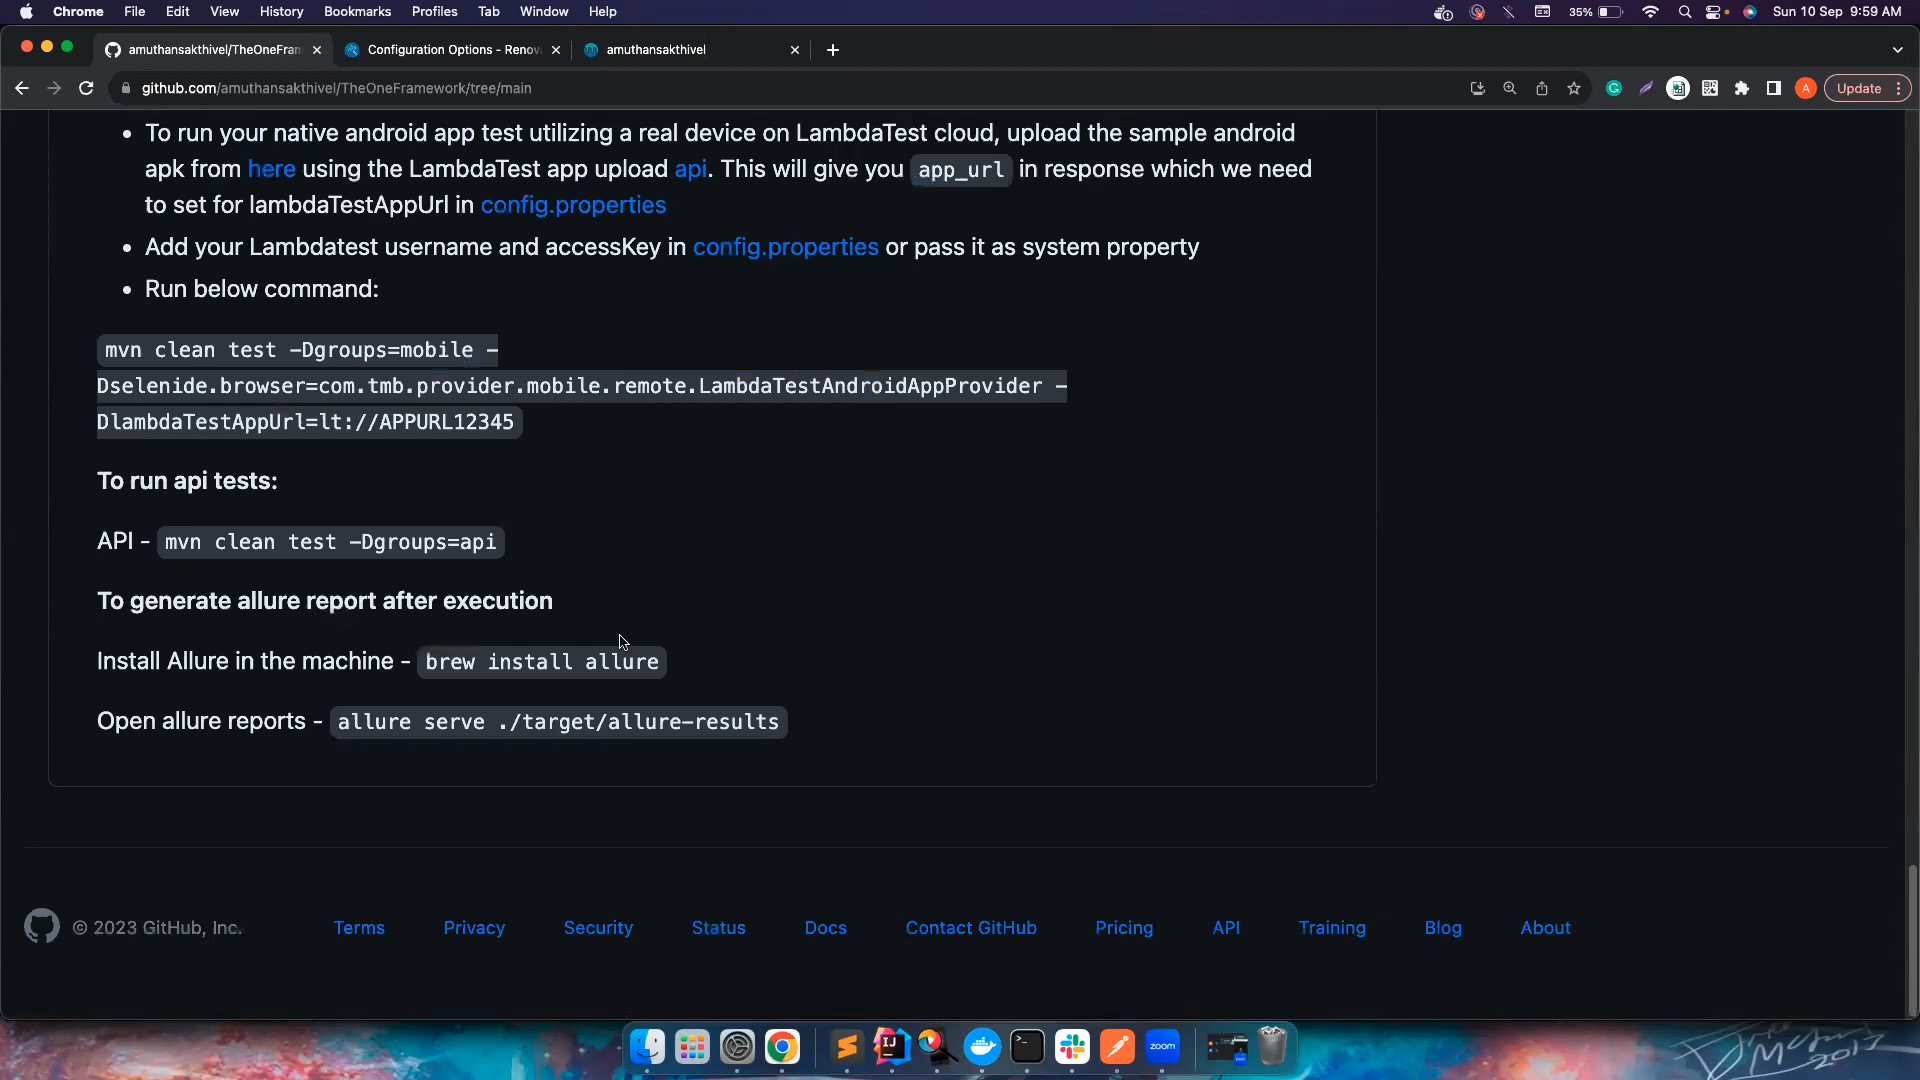 Chrome File Edit View History Bookmarks Profiles Tab Window Help 35% Sun 10 Sep 9:59 AM
amuthansakthivel/TheOneFram Configuration Options - Renov amuthansakthivel
github.com/amuthansakthivel/TheOneFramework/tree/main A Update
• To run your native android app test utilizing a real device on LambdaTest cloud, upload the sample android
apk from here using the LambdaTest app upload api. This will give you app_url in response which we need
to set for lambdaTestAppUrl in config.properties
• Add your Lambdatest username and accessKey in config.properties or pass it as system property
• Run below command:
mvn clean test -Dgroups=mobile -
Dselenide.browser=com.tmb.provider.mobile.remote.LambdaTestAndroidAppProvider -
DlambdaTestAppUrl=lt://APPURL12345
To run api tests:
API - mvn clean test -Dgroups=api
To generate allure report after execution
Install Allure in the machine - brew install allure
Open allure reports - allure serve ./target/allure-results
© 2023 GitHub, Inc. Terms Privacy Security Status Docs Contact GitHub Pricing API Training Blog About
IJ zoom
2017